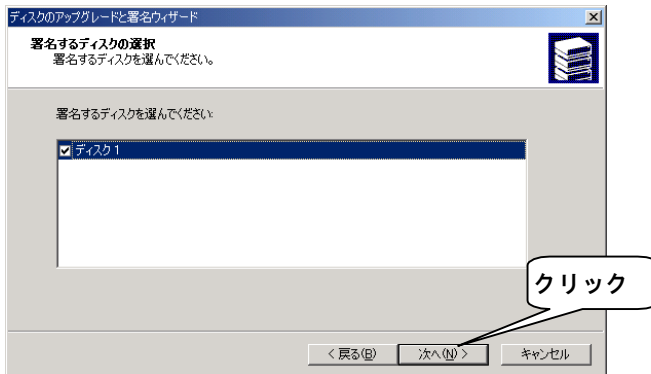 ディスクのアップグレードと署名ウィザード
署名するディスクの選択
署名するディスクを選んでください。
署名するディスクを選んでください:
ディスク 1
クリック
< 戻る(B)
次へ(N) >
キャンセル